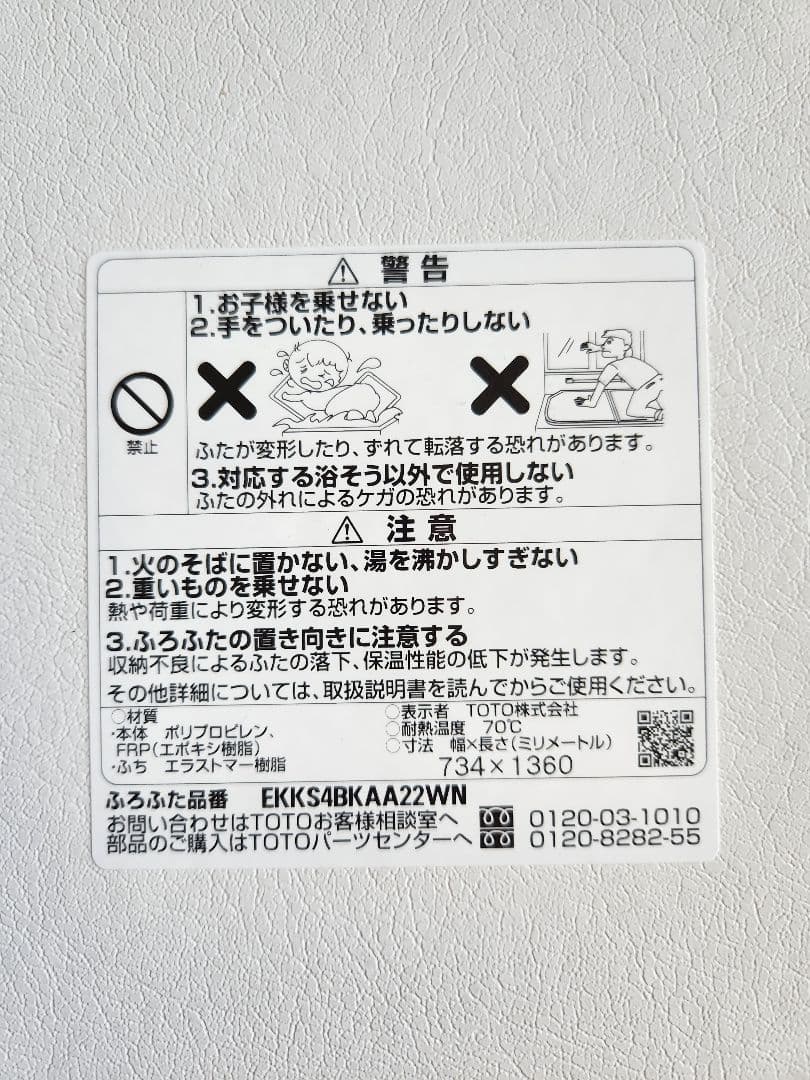 ⚠ 警告
1.お子様を乗せない
2.手をついたり、乗ったりしない
禁止
ふたが変形したり、ずれて転落する恐れがあります。
3.対応する浴そう以外で使用しない
ふたの外れによるケガの恐れがあります。
⚠ 注意
1.火のそばに置かない、湯を沸かしすぎない
2.重いものを乗せない
熱や荷重により変形する恐れがあります。
3.ふろふたの置き向きに注意する
収納不良によるふたの落下、保温性能の低下が発生します。
その他詳細については、取扱説明書を読んでからご使用ください。
○材質
・本体 ポリプロピレン、
FRP(エポキシ樹脂)
・ふち エラストマー樹脂
○表示者 TOTO株式会社
○耐熱温度 70℃
○寸法 幅×長さ(ミリメートル)
734×1360
ふろふた品番 EKKS4BKAA22WN
お問い合わせはTOTOお客様相談室へ 0120-03-1010
部品のご購入はTOTOパーツセンターへ 0120-8282-55